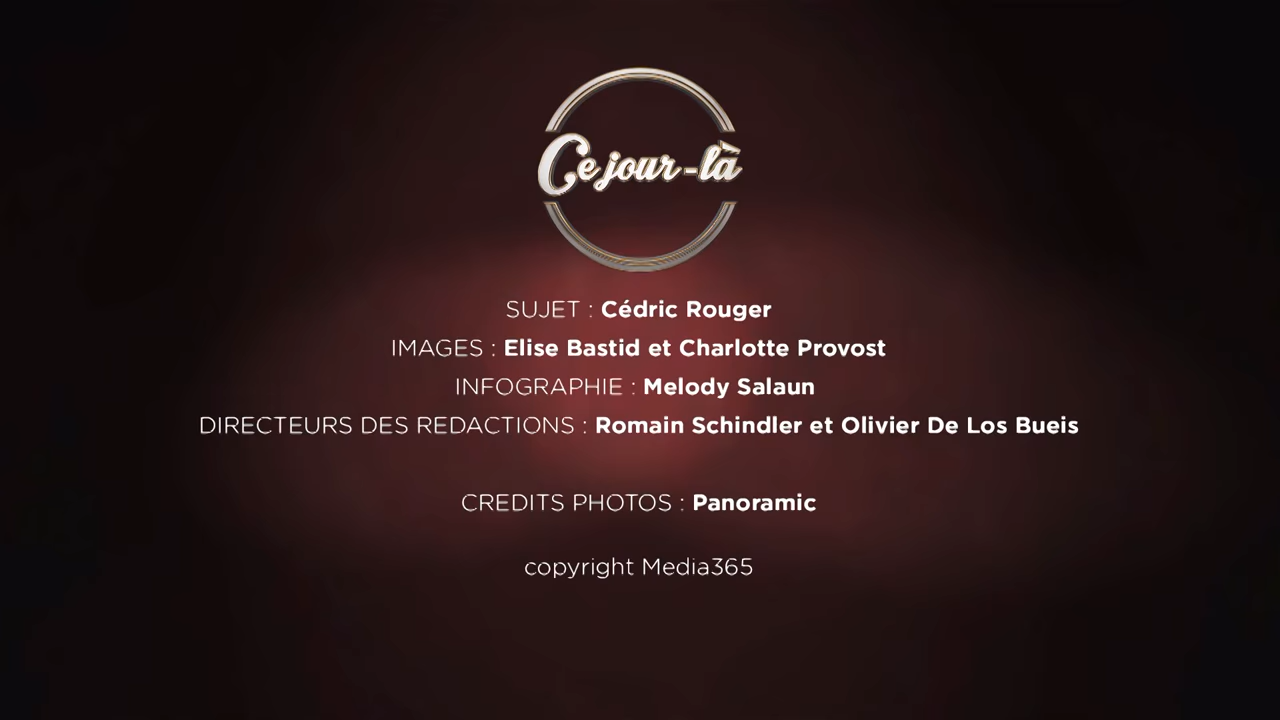 Ce jour-là
SUJET : Cédric Rouger
IMAGES : Elise Bastid et Charlotte Provost
INFOGRAPHIE : Melody Salaun
DIRECTEURS DES REDACTIONS : Romain Schindler et Olivier De Los Bueis
CREDITS PHOTOS : Panoramic
copyright Media365